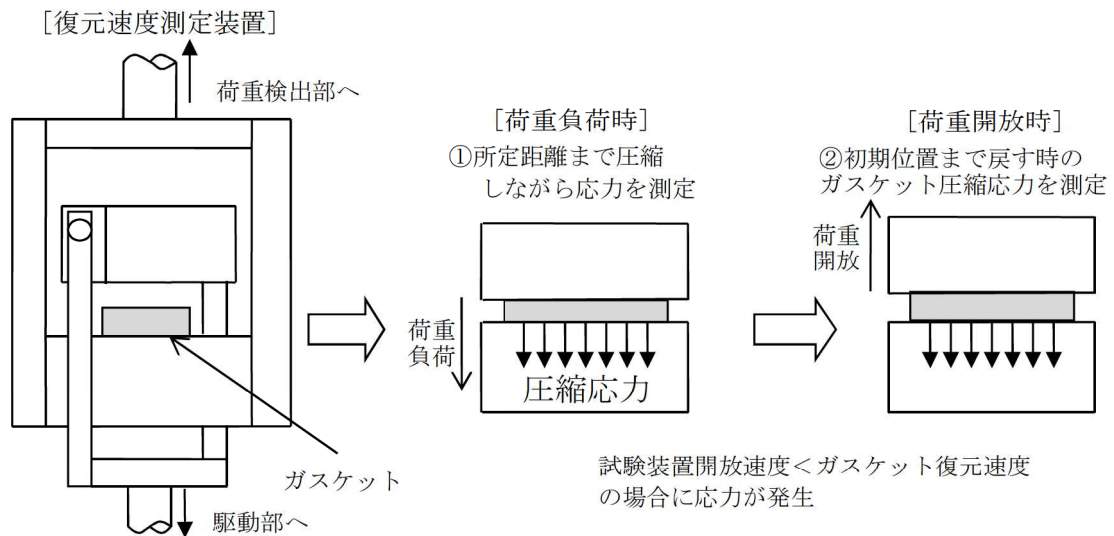 [復元速度測定装置]
荷重検出部へ
ガスケット
駆動部へ
[荷重負荷時]
①所定距離まで圧縮
しながら応力を測定
荷重
負荷
圧縮応力
[荷重開放時]
②初期位置まで戻す時の
ガスケット圧縮応力を測定
荷重
開放
試験装置開放速度＜ガスケット復元速度
の場合に応力が発生